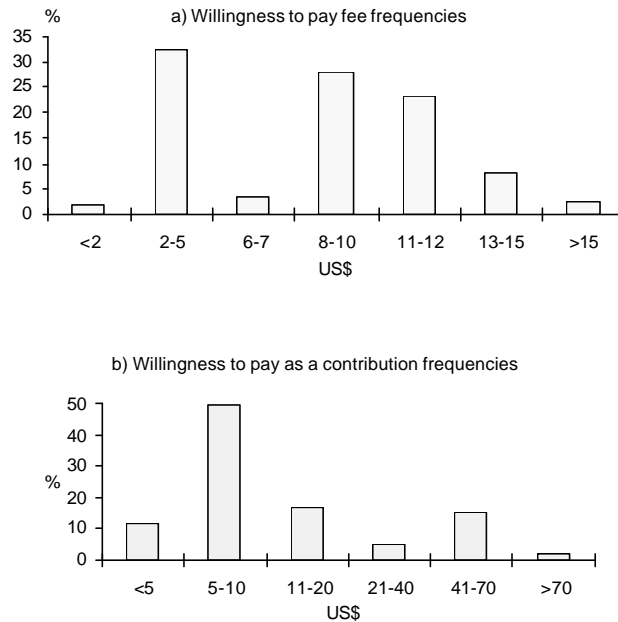 %
a) Willingness to pay fee frequencies
35
30
25
20
15
10
5
0
<2 2-5 6-7 8-10 11-12 13-15 >15
US$
b) Willingness to pay as a contribution frequencies
50
40
30
%
20
10
0
<5 5-10 11-20 21-40 41-70 >70
US$